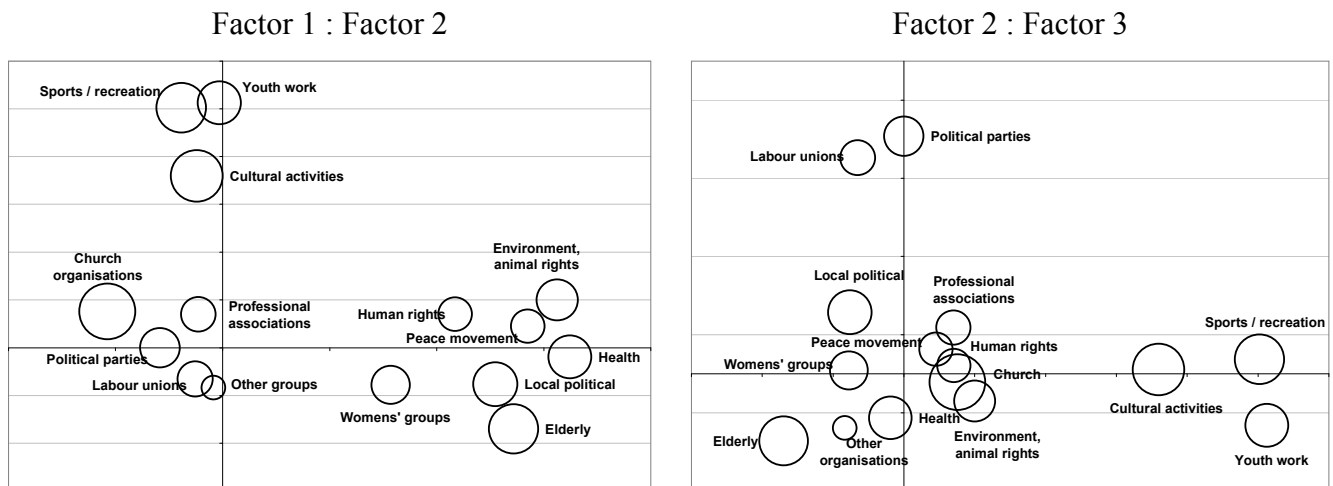 Factor 1 : Factor 2
Sports / recreation
Youth work
Cultural activities
Church
organisations
Environment,
animal rights
Professional
associations
Human rights
Peace movement
Political parties
Health
Labour unions
Other groups
Local political
Womens' groups
Elderly
Factor 2 : Factor 3
Political parties
Labour unions
Local political
Professional
associations
Sports / recreation
Peace movement
Human rights
Womens' groups
Church
Cultural activities
Health
Elderly
Other
organisations
Environment,
animal rights
Youth work